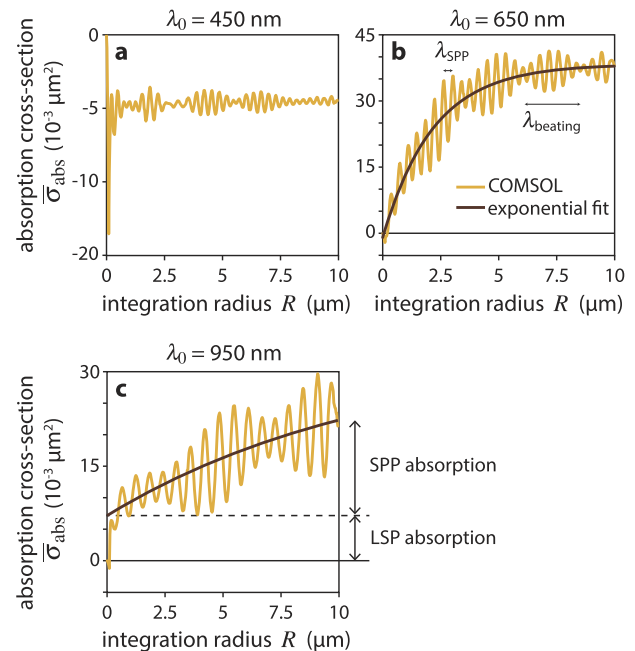 λ0 = 450 nm
λ0 = 650 nm
absorption cross-section
σ̅abs (10⁻³ μm²)
0
-5
-10
-15
-20
a
0
2.5
5
7.5
10
integration radius R (μm)
45
30
15
0
b
λSPP
λbeating
COMSOL
exponential fit
0
2.5
5
7.5
10
integration radius R (μm)
λ0 = 950 nm
absorption cross-section
σ̅abs (10⁻³ μm²)
30
15
0
c
SPP absorption
LSP absorption
0
2.5
5
7.5
10
integration radius R (μm)